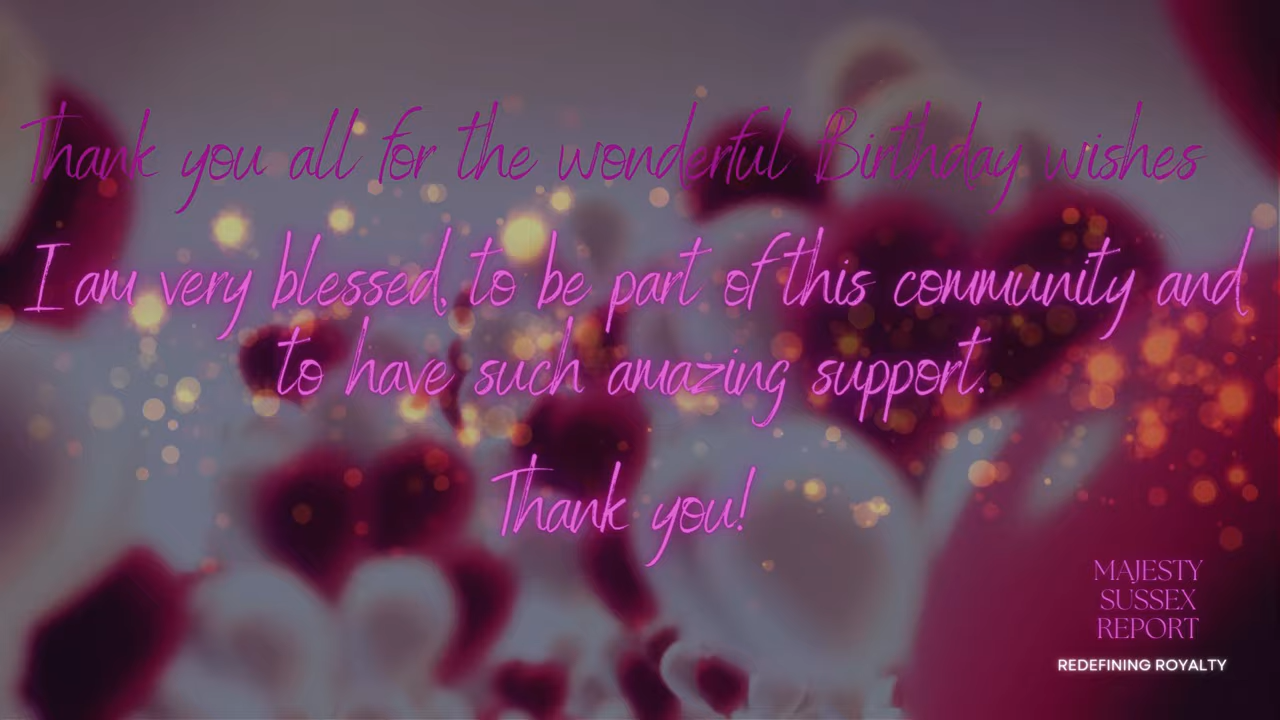 Thank you all for the wonderful Birthday wishes
I am very blessed, to be part of this community and
to have such amazing support.
Thank you!
MAJESTY
SUSSEX
REPORT
REDEFINING ROYALTY